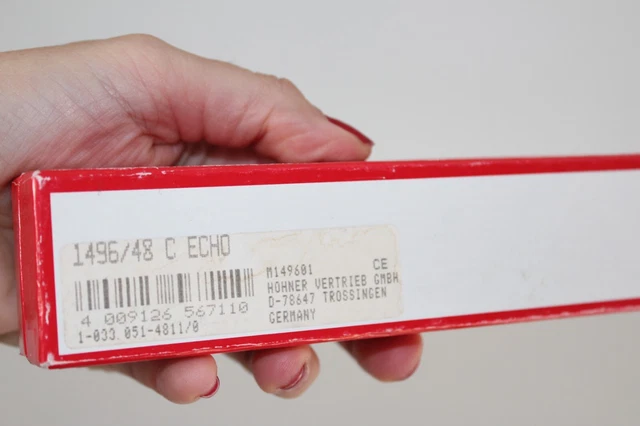 1496/48 C ECHO
4 009126 567110
1-033 051-4811/0
M149601 CE
HOHNER VERTRIEB GMBH
D-78647 TROSSINGEN
GERMANY